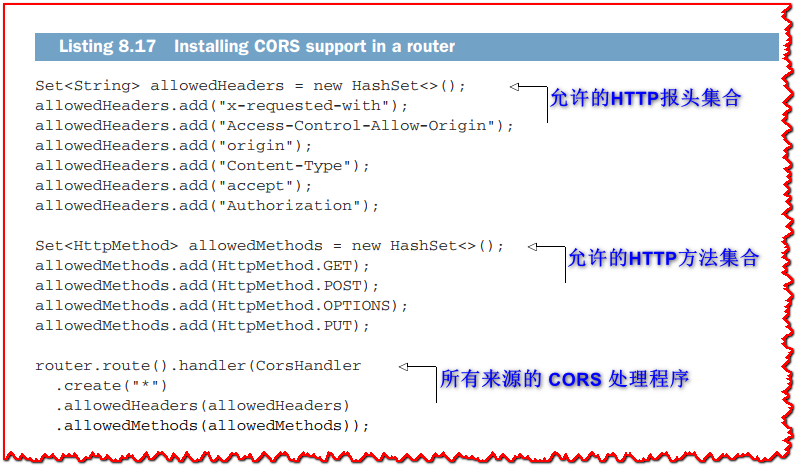 Listing 8.17 Installing CORS support in a router
Set<String> allowedHeaders = new HashSet<>();
允许的HTTP报头集合
allowedHeaders.add("x-requested-with");
allowedHeaders.add("Access-Control-Allow-Origin");
allowedHeaders.add("origin");
allowedHeaders.add("Content-Type");
allowedHeaders.add("accept");
allowedHeaders.add("Authorization");
Set<HttpMethod> allowedMethods = new HashSet<>();
允许的HTTP方法集合
allowedMethods.add(HttpMethod.GET);
allowedMethods.add(HttpMethod.POST);
allowedMethods.add(HttpMethod.OPTIONS);
allowedMethods.add(HttpMethod.PUT);
router.route().handler(CorsHandler
所有来源的 CORS 处理程序
.create("*")
.allowedHeaders(allowedHeaders)
.allowedMethods(allowedMethods));